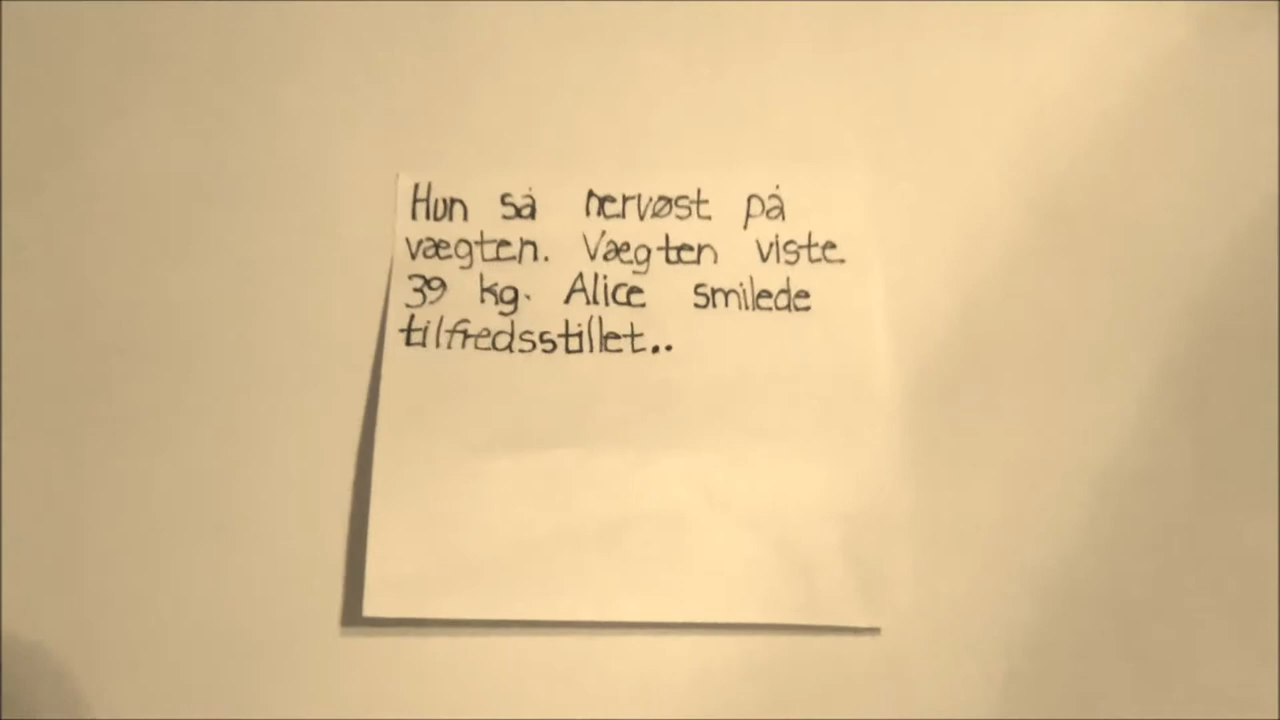 Hun så nervøst på
vægten. Vægten viste
39 kg. Alice smilede
tilfredsstillet..